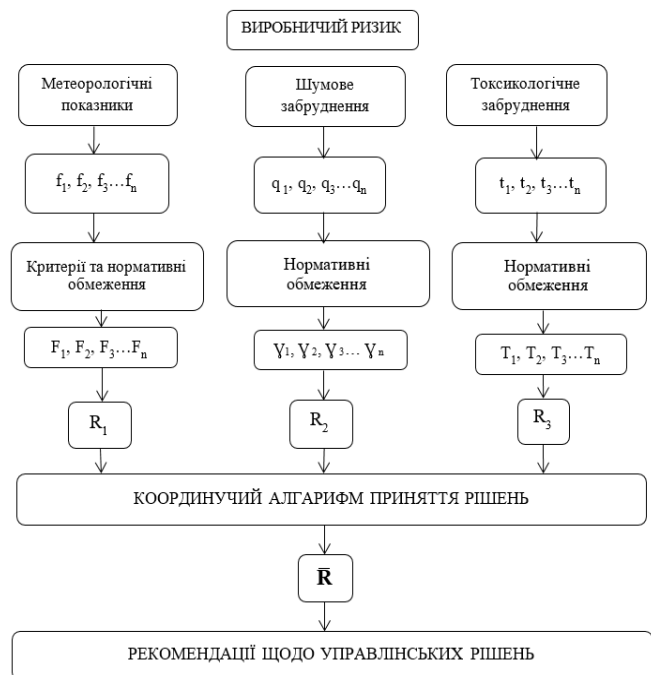 ВИРОБНИЧИЙ РИЗИК
Метеорологічні
показники
Шумове
забруднення
Токсикологічне
забруднення
f₁, f₂, f₃…fₙ
q₁, q₂, q₃…qₙ
t₁, t₂, t₃…tₙ
Критерії та нормативні
обмеження
Нормативні
обмеження
Нормативні
обмеження
F₁, F₂, F₃…Fₙ
Ɣ₁, Ɣ₂, Ɣ₃… Ɣₙ
T₁, T₂, T₃…Tₙ
R₁
R₂
R₃
КООРДИНУЧИЙ АЛГАРИФМ ПРИНЯТТЯ РІШЕНЬ
R̅
РЕКОМЕНДАЦІЇ ЩОДО УПРАВЛІНСЬКИХ РІШЕНЬ